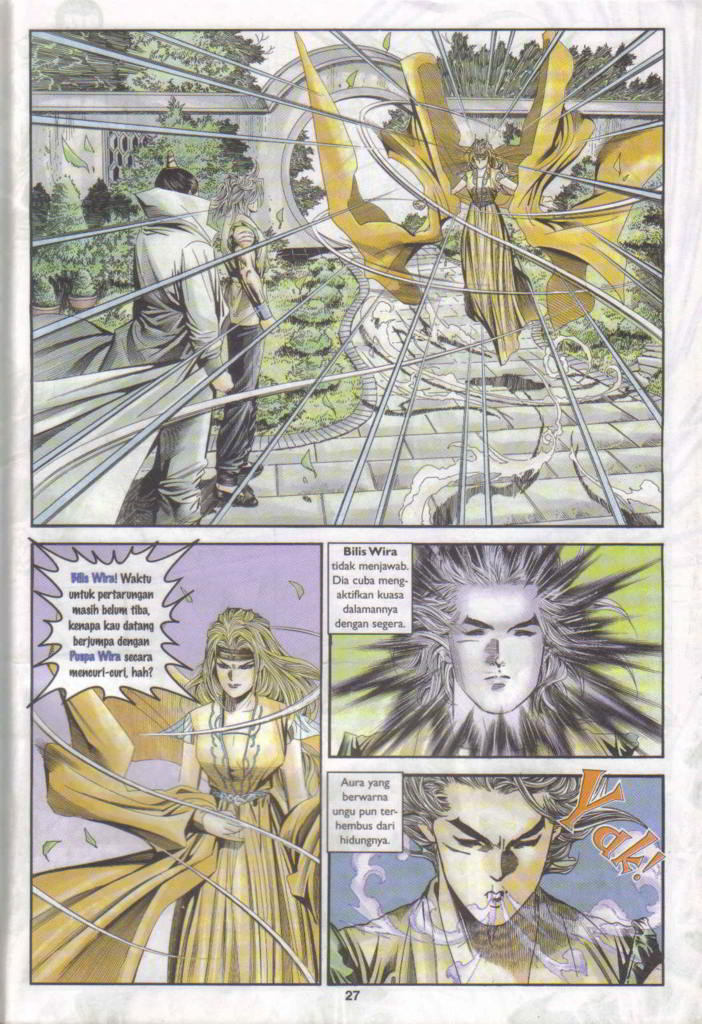 Bilis Wira! Waktu
untuk pertarungan
masih belum tiba,
kenapa kau datang
berjumpa dengan
Puspa Wira secara
mencuri-curi, hah?
Bilis Wira
tidak menjawab.
Dia cuba meng-
aktifkan kuasa
dalamannya
dengan segera.
Aura yang
berwarna
ungu pun ter-
hembus dari
hidungnya.
Yak!
27